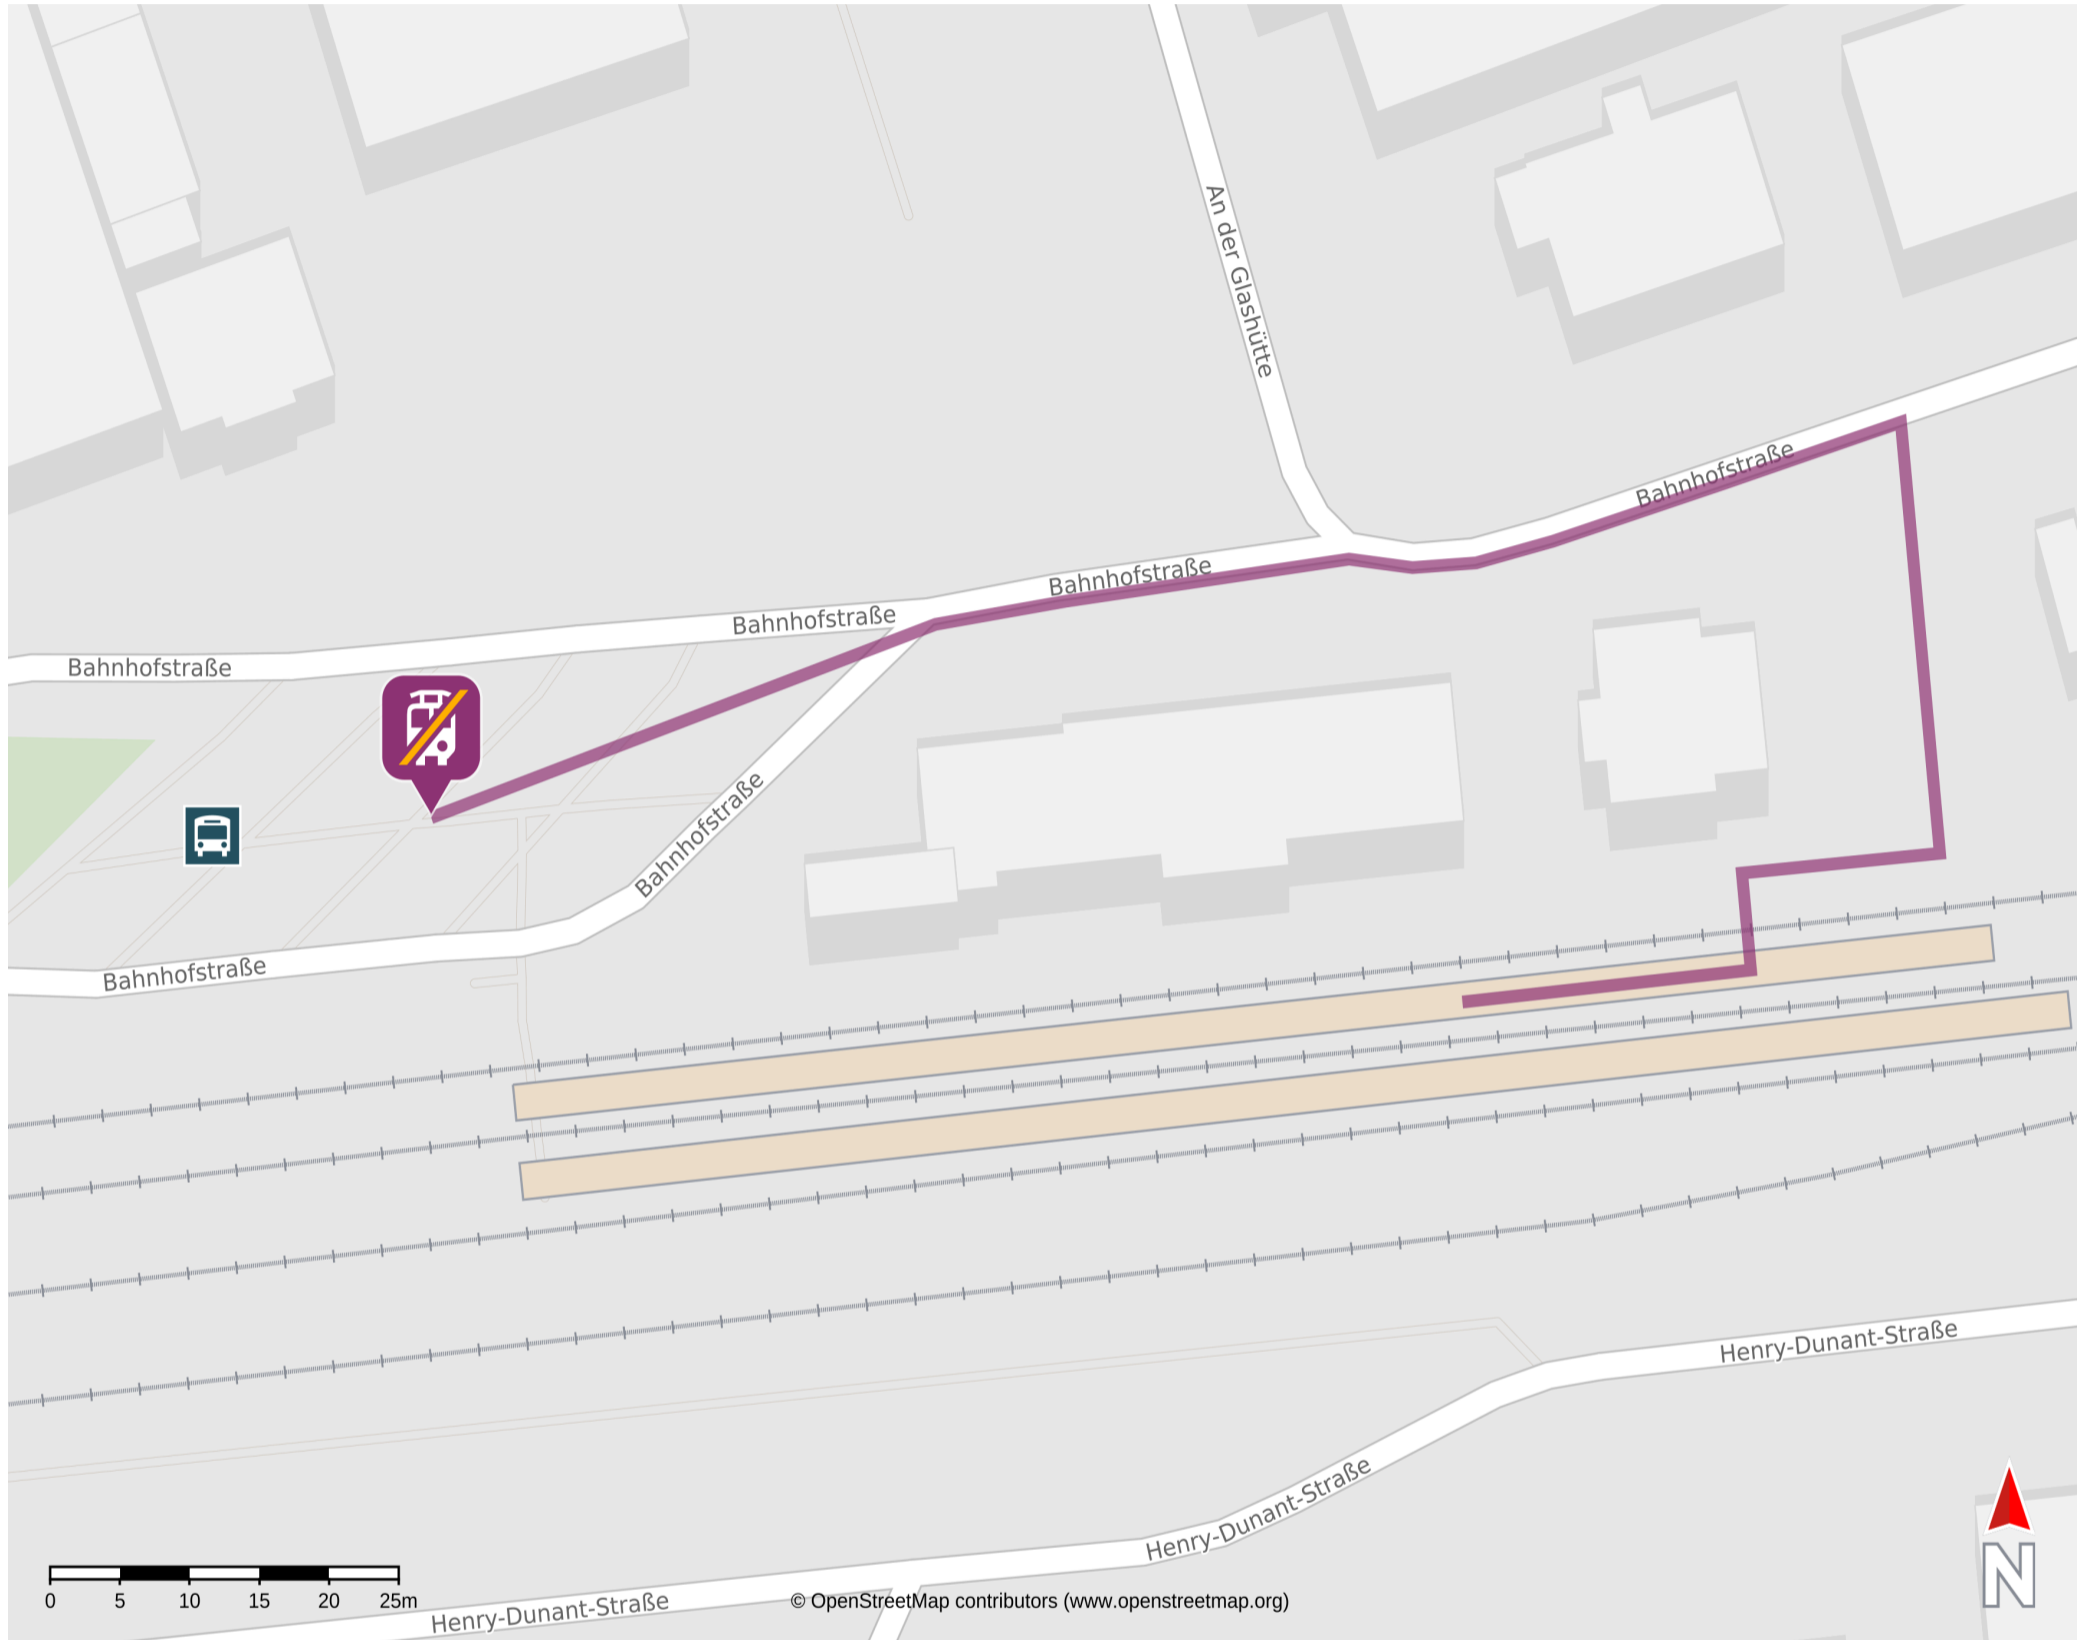 An der Glashütte
Bahnhofstraße
Bahnhofstraße
Bahnhofstraße
Bahnhofstraße
Bahnhofstraße
Bahnhofstraße
Henry-Dunant-Straße
Henry-Dunant-Straße
Henry-Dunant-Straße
0 5 10 15 20 25m
© OpenStreetMap contributors (www.openstreetmap.org)
N